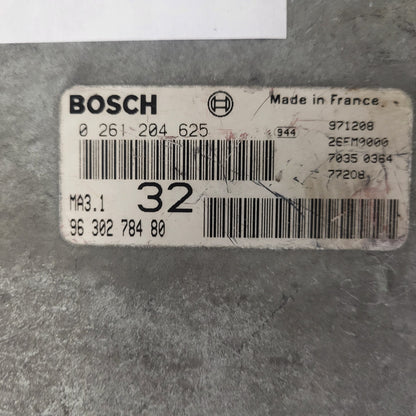 BOSCH Made in France
0 261 204 625 944 971208
26FM0000
7035 0364
77208
MA3.1 32
96 302 784 80